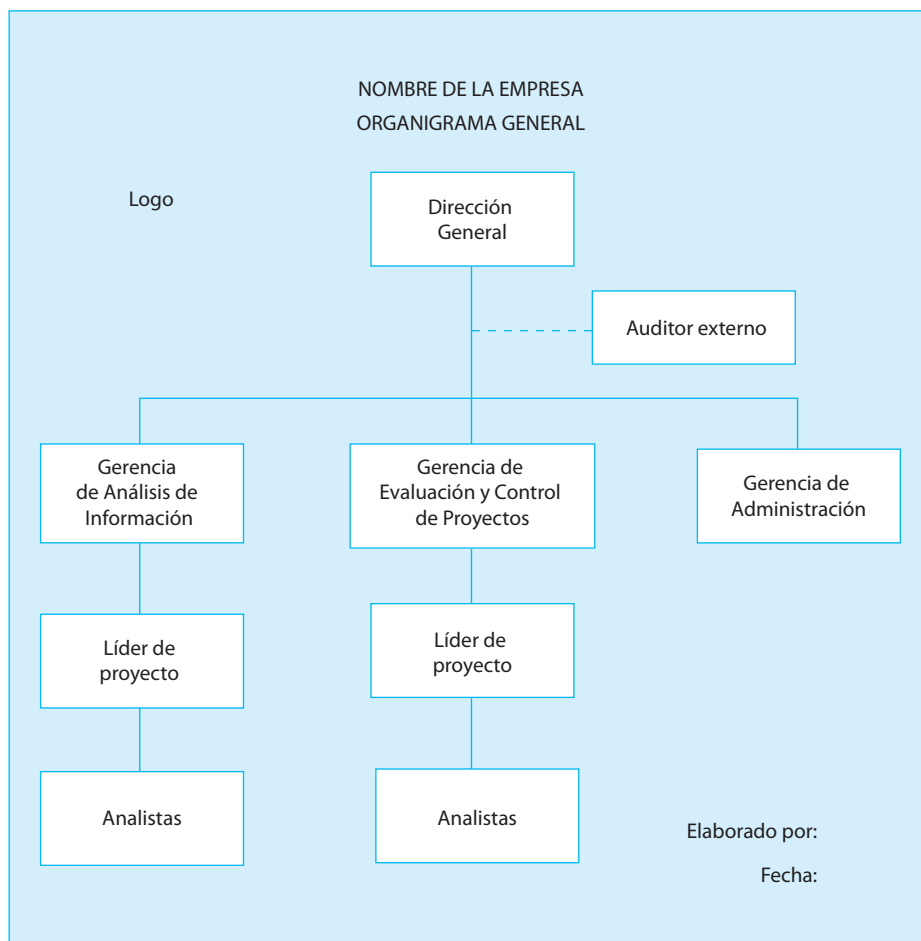 NOMBRE DE LA EMPRESA
ORGANIGRAMA GENERAL
Logo
Dirección
General
Auditor externo
Gerencia
de Análisis de
Información
Gerencia de
Evaluación y Control
de Proyectos
Gerencia de
Administración
Líder de
proyecto
Líder de
proyecto
Analistas
Analistas
Elaborado por:
Fecha: